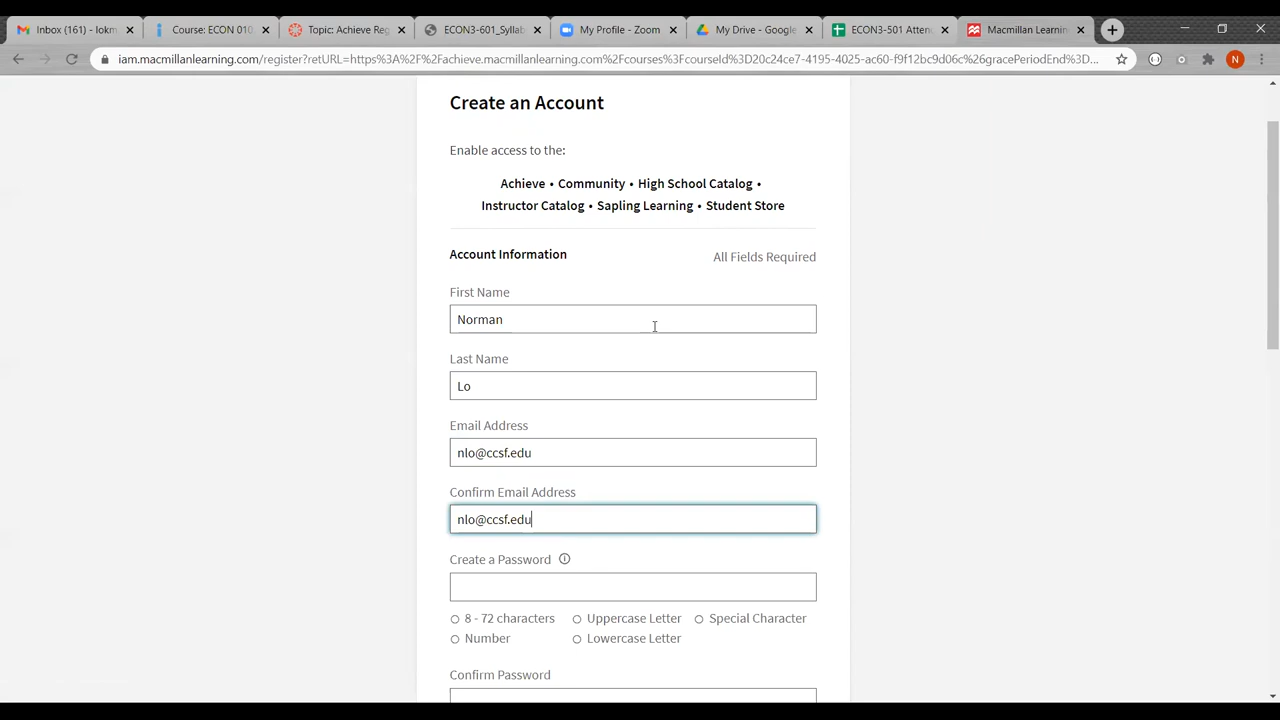 Inbox (161) - lokm
Course: ECON 010
Topic: Achieve Reg
ECON3-601_Syllab
My Profile - Zoom
My Drive - Google
ECON3-501 Atten
Macmillan Learnin
iam.macmillanlearning.com/register?retURL=https%3A%2F%2Fachieve.macmillanlearning.com%2Fcourses%3FcourseId%3D20c24ce7-4195-4025-ac60-f9f12bc9d06c%26gracePeriodEnd%3D...
N
Create an Account
Enable access to the:
Achieve • Community • High School Catalog •
Instructor Catalog • Sapling Learning • Student Store
Account Information
All Fields Required
First Name
Norman
Last Name
Lo
Email Address
nlo@ccsf.edu
Confirm Email Address
nlo@ccsf.edu
Create a Password
8 - 72 characters
Uppercase Letter
Special Character
Number
Lowercase Letter
Confirm Password